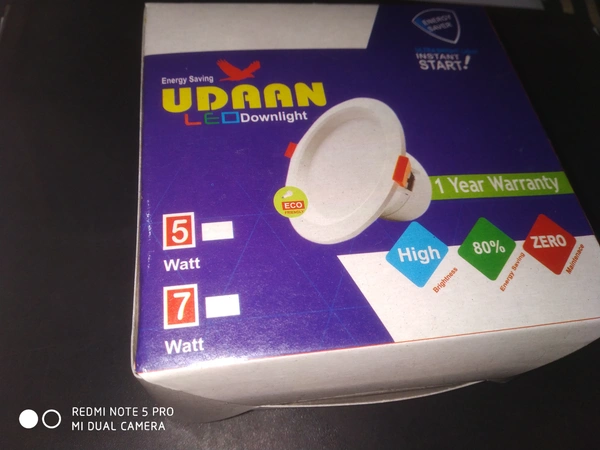 ENERGY
SAVER
INSTANT
START!
Energy Saving
UDAAN
LED Downlight
ECO
FRIENDLY
1 Year Warranty
5
Watt
7
Watt
High
Brightness
80%
Energy Saving
ZERO
Maintenance
REDMI NOTE 5 PRO
MI DUAL CAMERA